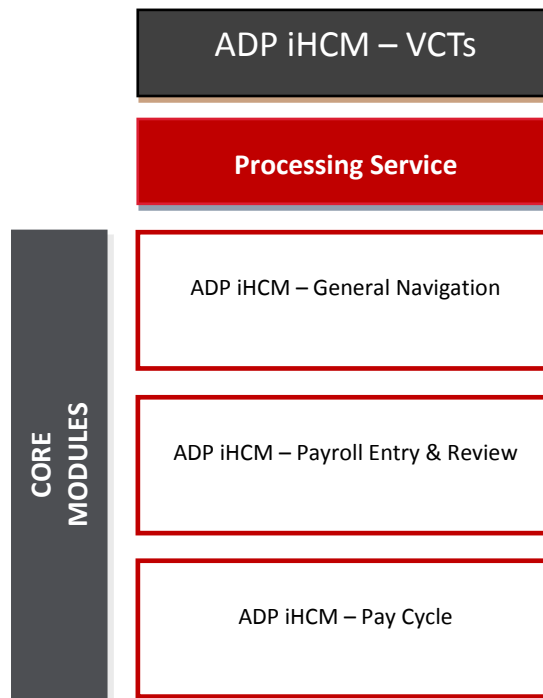 ADP iHCM – VCTs
Processing Service
CORE
MODULES
ADP iHCM – General Navigation
ADP iHCM – Payroll Entry & Review
ADP iHCM – Pay Cycle